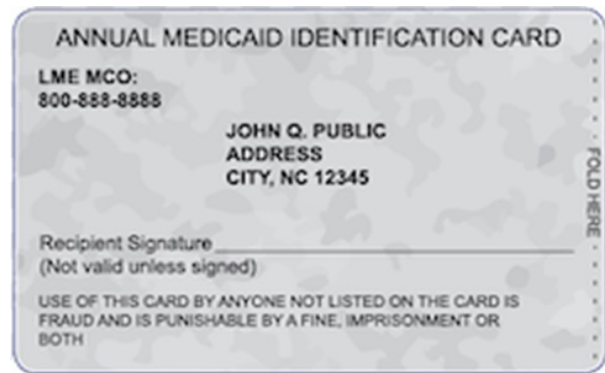 ANNUAL MEDICAID IDENTIFICATION CARD
LME MCO:
800-888-8888
JOHN Q. PUBLIC
ADDRESS
CITY, NC 12345
FOLD HERE
Recipient Signature
(Not valid unless signed)
USE OF THIS CARD BY ANYONE NOT LISTED ON THE CARD IS
FRAUD AND IS PUNISHABLE BY A FINE, IMPRISONMENT OR
BOTH